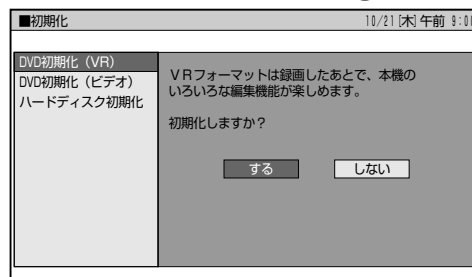 ■初期化
10/21[木]午前 9:00
DVD初期化（VR）
DVD初期化（ビデオ）
ハードディスク初期化
ＶＲフォーマットは録画したあとで、本機の
いろいろな編集機能が楽しめます。
初期化しますか？
する
しない